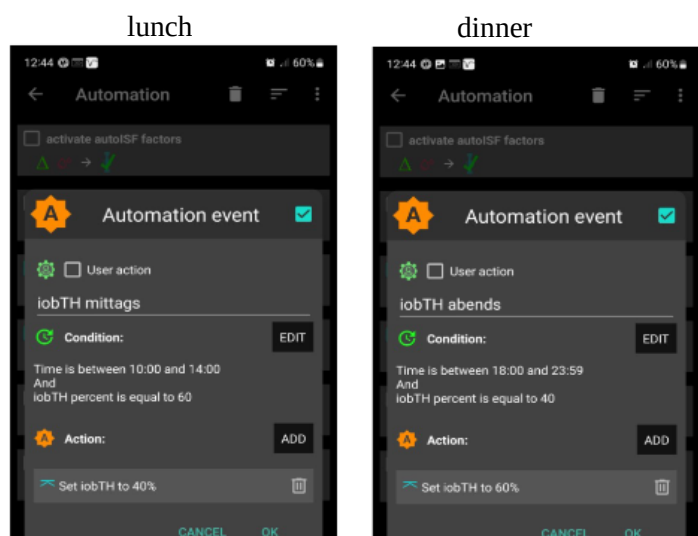 lunch
dinner
12:44
60%
Automation
activate autoISF factors
A
Automation event
User action
iobTH mittags
Condition:
EDIT
Time is between 10:00 and 14:00
And
iobTH percent is equal to 60
A
Action:
ADD
Set iobTH to 40%
CANCEL
OK
12:44
60%
Automation
activate autoISF factors
A
Automation event
User action
iobTH abends
Condition:
EDIT
Time is between 18:00 and 23:59
And
iobTH percent is equal to 40
A
Action:
ADD
Set iobTH to 60%
CANCEL
OK